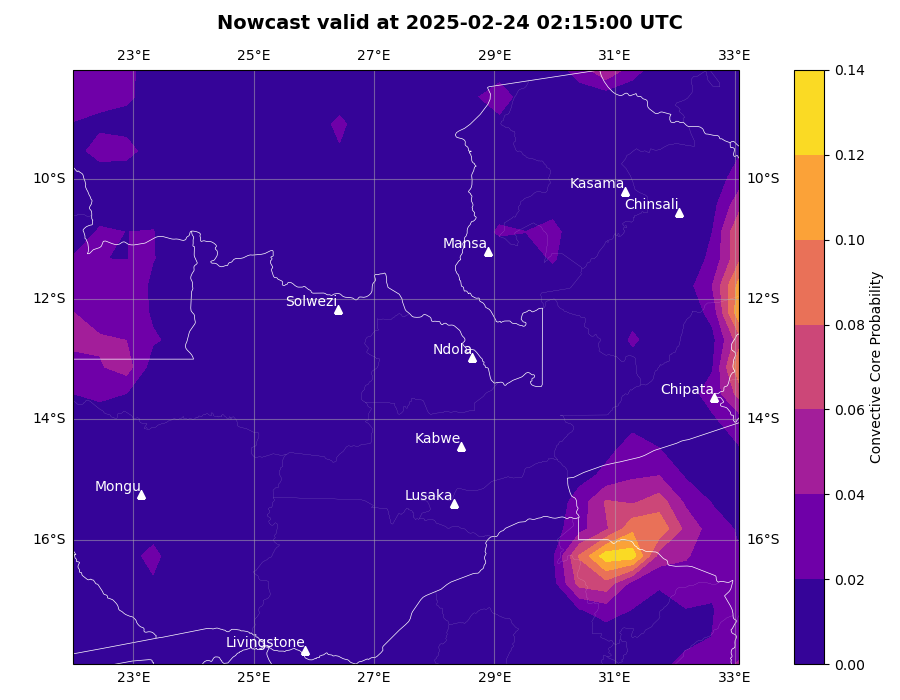 Nowcast valid at 2025-02-24 02:15:00 UTC
23°E 25°E 27°E 29°E 31°E 33°E
0.14
0.12
10°S Kasama 10°S
Chinsali
0.10
Mansa
12°S Solwezi 12°S
0.08
Ndola
Convective Core Probability
Chipata
0.06
14°S 14°S
Kabwe
Mongu
Lusaka
0.04
16°S 16°S
0.02
Livingstone
0.00
23°E 25°E 27°E 29°E 31°E 33°E